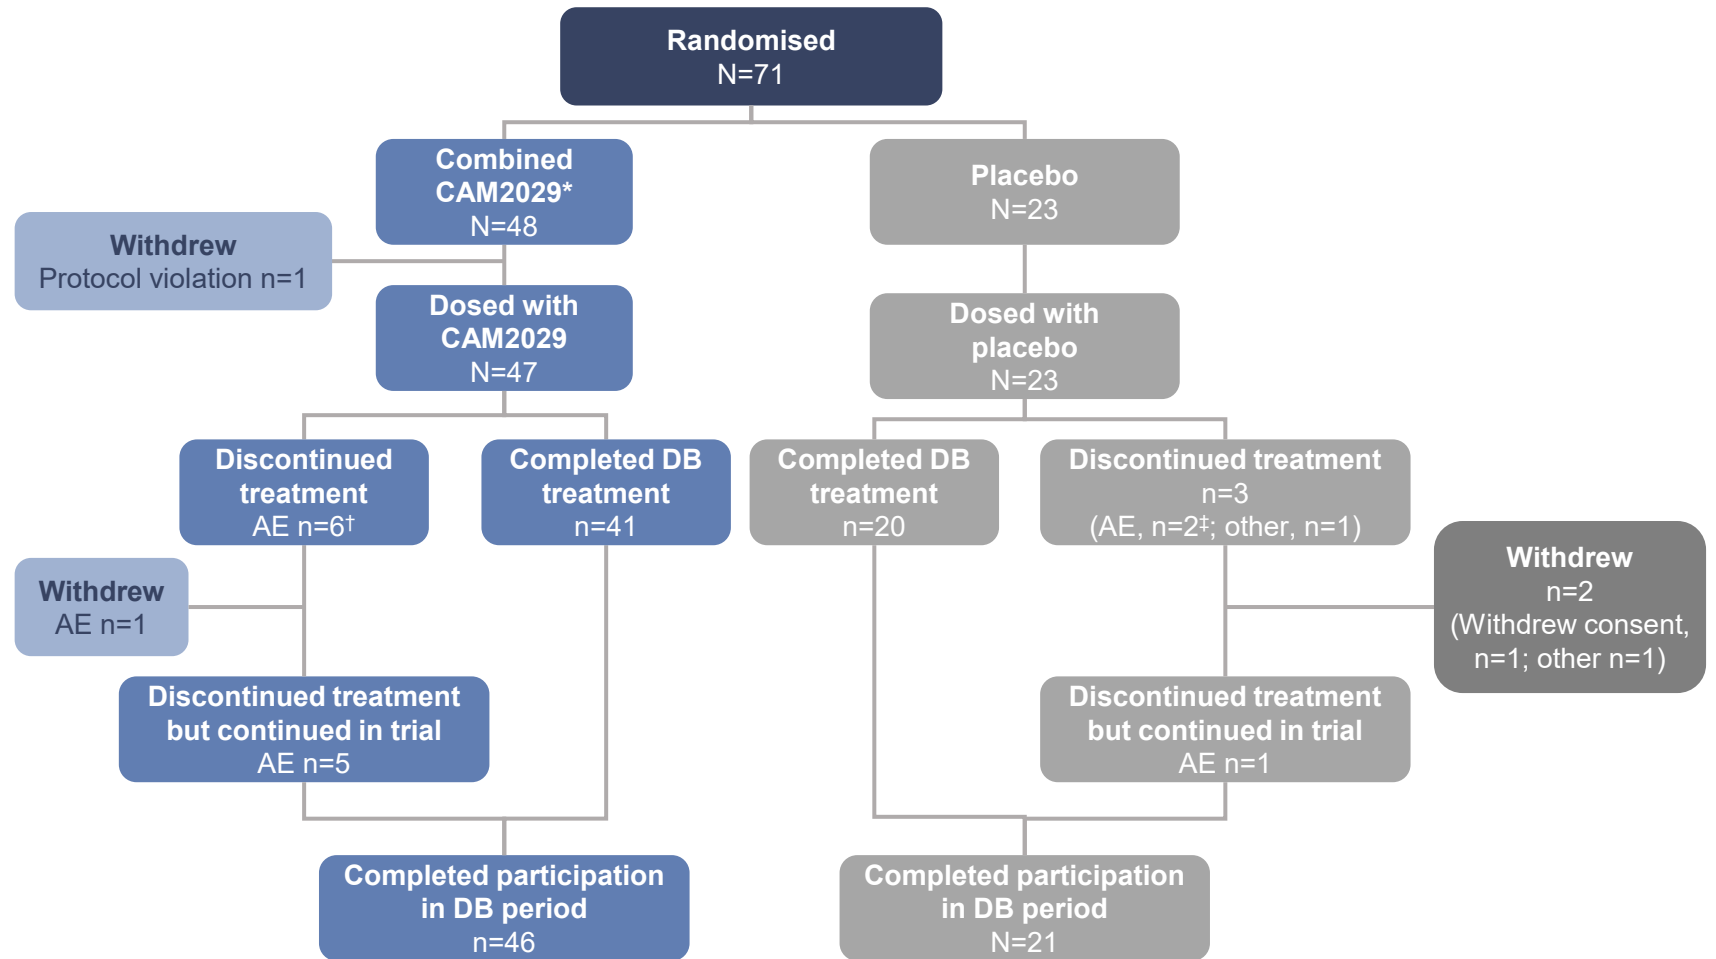 Randomised
N=71
Combined
CAM2029*
N=48
Placebo
N=23
Withdrew
Protocol violation n=1
Dosed with
CAM2029
N=47
Dosed with
placebo
N=23
Discontinued
treatment
AE n=6†
Completed DB
treatment
n=41
Completed DB
treatment
n=20
Discontinued treatment
n=3
(AE, n=2‡; other, n=1)
Withdrew
AE n=1
Withdrew
n=2
(Withdrew consent,
n=1; other n=1)
Discontinued treatment
but continued in trial
AE n=5
Discontinued treatment
but continued in trial
AE n=1
Completed participation
in DB period
n=46
Completed participation
in DB period
N=21